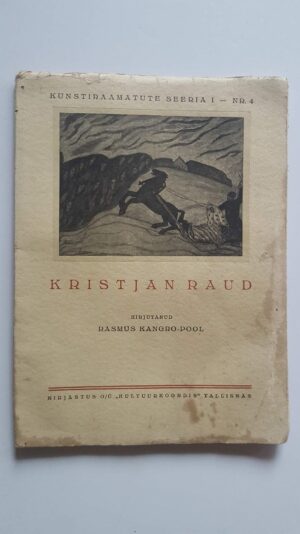 KUNSTIRAAMATUTE SEERIA I — NR. 4
KRISTJAN RAUD
KIRJUTANUD
RASMUS KANGRO-POOL
KIRJASTUS O/Ü „KULTUURKOONDIS" TALLINNAS